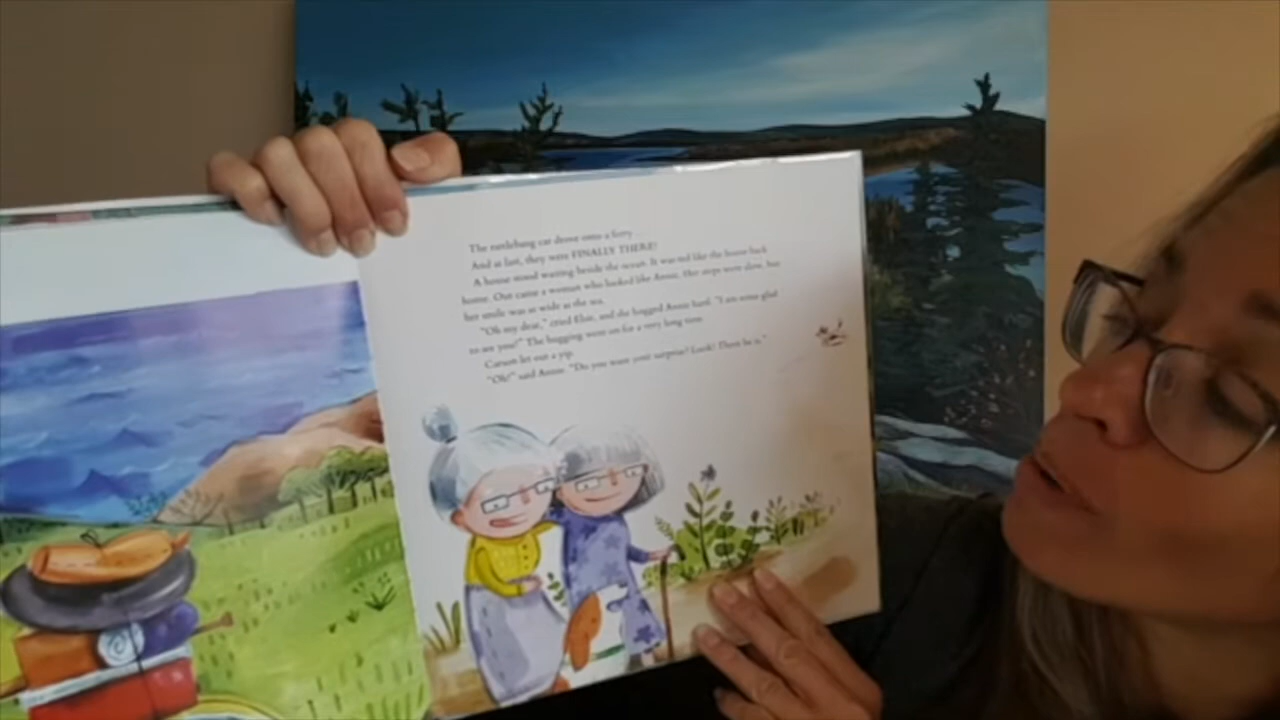 The rattlebang car drove onto a ferry . . .
And at last, they were FINALLY THERE!
A house stood waiting beside the ocean. It was red like the house back
home. Out came a woman who looked like Annie. Her steps were slow, but
her smile was as wide as the sea.
"Oh my dear," cried Elsie, and she hugged Annie hard. "I am some glad
to see you!" The hugging went on for a very long time.
Carson let out a yip.
"Oh!" said Annie. "Do you want your surprise? Look! There he is."